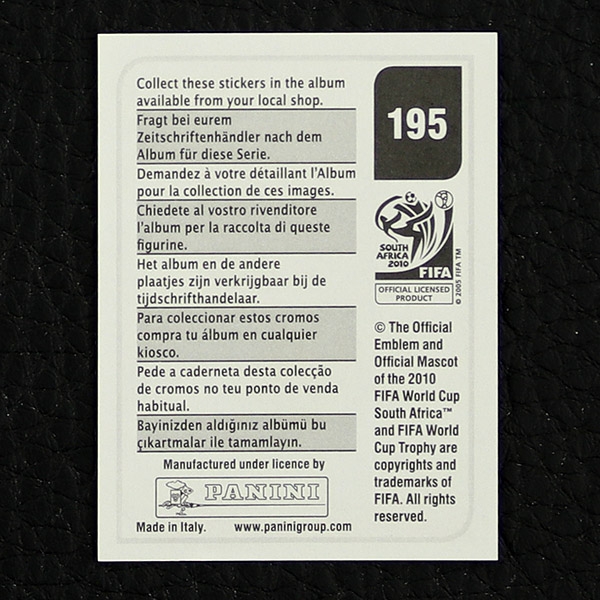 Collect these stickers in the album
available from your local shop.
Fragt bei eurem
Zeitschriftenhändler nach dem
Album für diese Serie.
Demandez à votre détaillant l'Album
pour la collection de ces images.
Chiedete al vostro rivenditore
l'album per la raccolta di queste
figurine.
Het album en de andere
plaatjes zijn verkrijgbaar bij de
tijdschrifthandelaar.
Para coleccionar estos cromos
compra tu álbum en cualquier
kiosco.
Pede a caderneta desta colecção
de cromos no teu ponto de venda
habitual.
Bayinizden aldığınız albümü bu
çıkartmalar ile tamamlayın.
Manufactured under licence by
PANINI
Made in Italy. www.paninigroup.com
195
SOUTH
AFRICA
2010
FIFA
OFFICIAL LICENSED
PRODUCT
© 2005 FIFA TM
© The Official
Emblem and
Official Mascot
of the 2010
FIFA World Cup
South Africa™
and FIFA World
Cup Trophy are
copyrights and
trademarks of
FIFA. All rights
reserved.